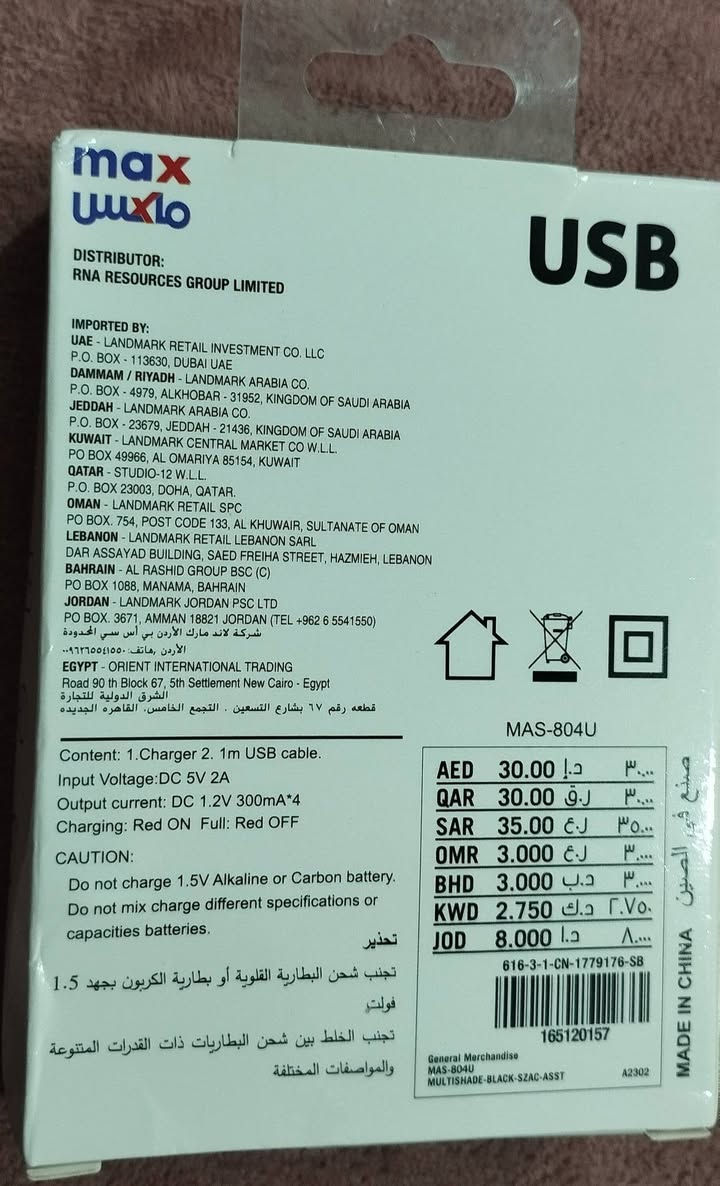 max
ماكس
USB
DISTRIBUTOR:
RNA RESOURCES GROUP LIMITED
IMPORTED BY:
UAE - LANDMARK RETAIL INVESTMENT CO. LLC
P.O. BOX - 113630, DUBAI UAE
DAMMAM / RIYADH - LANDMARK ARABIA CO.
P.O. BOX - 4979, ALKHOBAR - 31952, KINGDOM OF SAUDI ARABIA
JEDDAH - LANDMARK ARABIA CO.
P.O. BOX - 23679, JEDDAH - 21436, KINGDOM OF SAUDI ARABIA
KUWAIT - LANDMARK CENTRAL MARKET CO W.L.L.
PO BOX 49966, AL OMARIYA 85154, KUWAIT
QATAR - STUDIO-12 W.L.L.
P.O. BOX 23003, DOHA, QATAR.
OMAN - LANDMARK RETAIL SPC
PO BOX. 754, POST CODE 133, AL KHUWAIR, SULTANATE OF OMAN
LEBANON - LANDMARK RETAIL LEBANON SARL
DAR ASSAYAD BUILDING, SAED FREIHA STREET, HAZMIEH, LEBANON
BAHRAIN - AL RASHID GROUP BSC (C)
PO BOX 1088, MANAMA, BAHRAIN
JORDAN - LANDMARK JORDAN PSC LTD
PO BOX. 3671, AMMAN 18821 JORDAN (TEL +962 6 5541550)
شركة لاند مارك الأردن بي أس سي المحدودة
الأردن ,هاتف: ٠٠٩٦٢٦٥٥٤١٥٥٠
EGYPT - ORIENT INTERNATIONAL TRADING
Road 90 th Block 67, 5th Settlement New Cairo - Egypt
الشرق الدولية للتجارة
قطعه رقم ٦٧ بشارع التسعين . التجمع الخامس. القاهره الجديده
Content: 1.Charger 2. 1m USB cable.
Input Voltage:DC 5V 2A
Output current: DC 1.2V 300mA*4
Charging: Red ON Full: Red OFF
CAUTION:
Do not charge 1.5V Alkaline or Carbon battery.
Do not mix charge different specifications or
capacities batteries.
تحذير
تجنب شحن البطارية القلوية أو بطارية الكربون بجهد 1.5
فولت
تجنب الخلط بين شحن البطاريات ذات القدرات المتنوعة
والمواصفات المختلفة
MAS-804U
AED 30.00 د.إ ٣٠.٠٠
QAR 30.00 ر.ق ٣٠.٠٠
SAR 35.00 ر.ع ٣٥.٠٠
OMR 3.000 ر.ع ٣.٠٠٠
BHD 3.000 د.ب ٣.٠٠٠
KWD 2.750 د.ك ٢.٧٥٠
JOD 8.000 د.ا ٨.٠٠٠
616-3-1-CN-1779176-SB
165120157
General Merchandise
MAS-804U
MULTISHADE-BLACK-SZAC-ASST A2302
MADE IN CHINA صنع في الصين